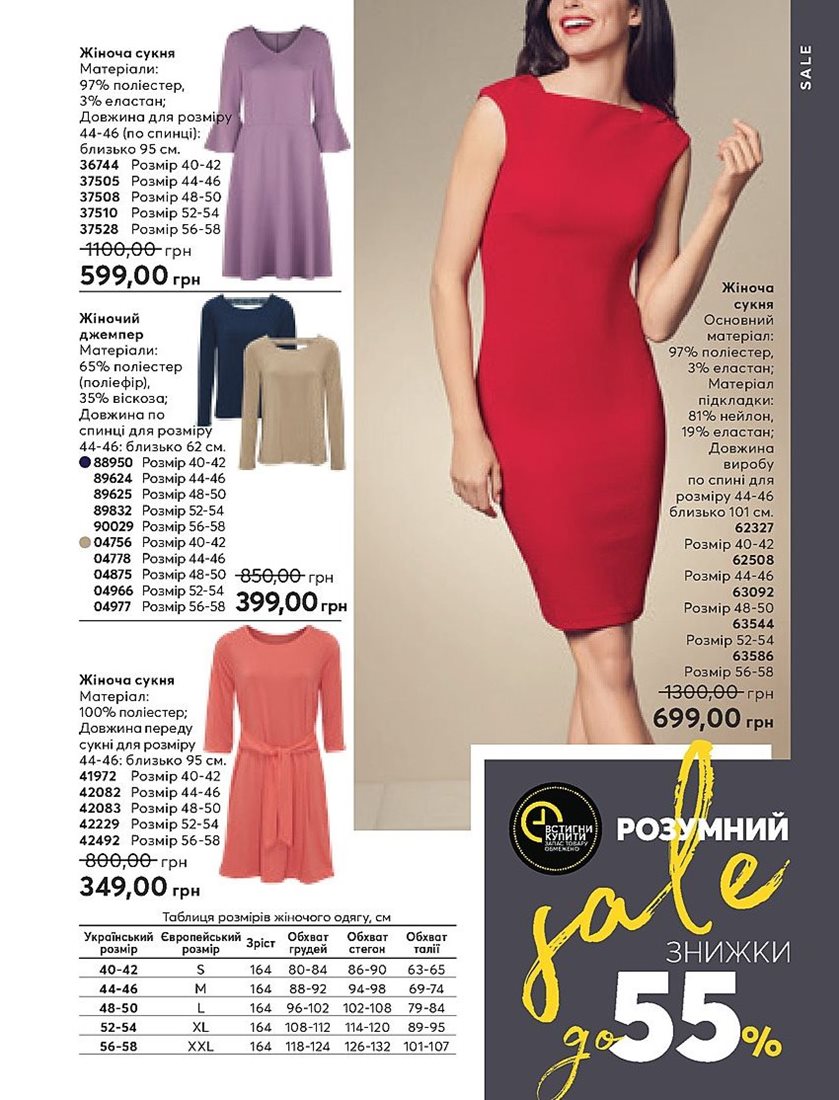 SALE
Жіноча сукня
Матеріали:
97% поліестер,
3% еластан;
Довжина для розміру
44-46 (по спинці):
близько 95 см.
36744 Розмір 40-42
37505 Розмір 44-46
37508 Розмір 48-50
37510 Розмір 52-54
37528 Розмір 56-58
1100,00 грн
599,00 грн
Жіночий
джемпер
Матеріали:
65% поліестер
(поліефір),
35% віскоза;
Довжина по
спинці для розміру
44-46: близько 62 см.
88950 Розмір 40-42
89624 Розмір 44-46
89625 Розмір 48-50
89832 Розмір 52-54
90029 Розмір 56-58
04756 Розмір 40-42
04778 Розмір 44-46
04875 Розмір 48-50
04966 Розмір 52-54
04977 Розмір 56-58
850,00 грн
399,00 грн
Жіноча сукня
Матеріал:
100% поліестер;
Довжина переду
сукні для розміру
44-46: близько 95 см.
41972 Розмір 40-42
42082 Розмір 44-46
42083 Розмір 48-50
42229 Розмір 52-54
42492 Розмір 56-58
800,00 грн
349,00 грн
Жіноча
сукня
Основний
матеріал:
97% поліестер,
3% еластан;
Матеріал
підкладки:
81% нейлон,
19% еластан;
Довжина
виробу
по спині для
розміру 44-46
близько 101 см.
62327
Розмір 40-42
62508
Розмір 44-46
63092
Розмір 48-50
63544
Розмір 52-54
63586
Розмір 56-58
1300,00 грн
699,00 грн
Таблиця розмірів жіночого одягу, см
Український розмір Європейський розмір Зріст Обхват грудей Обхват стегон Обхват талії
40-42 S 164 80-84 86-90 63-65
44-46 M 164 88-92 94-98 69-74
48-50 L 164 96-102 102-108 79-84
52-54 XL 164 108-112 114-120 89-95
56-58 XXL 164 118-124 126-132 101-107
ВСТИГНИ
КУПИТИ
ЗАПАС ТОВАРУ
ОБМЕЖЕНО
РОЗУМНИЙ
sale
ЗНИЖКИ
до 55%